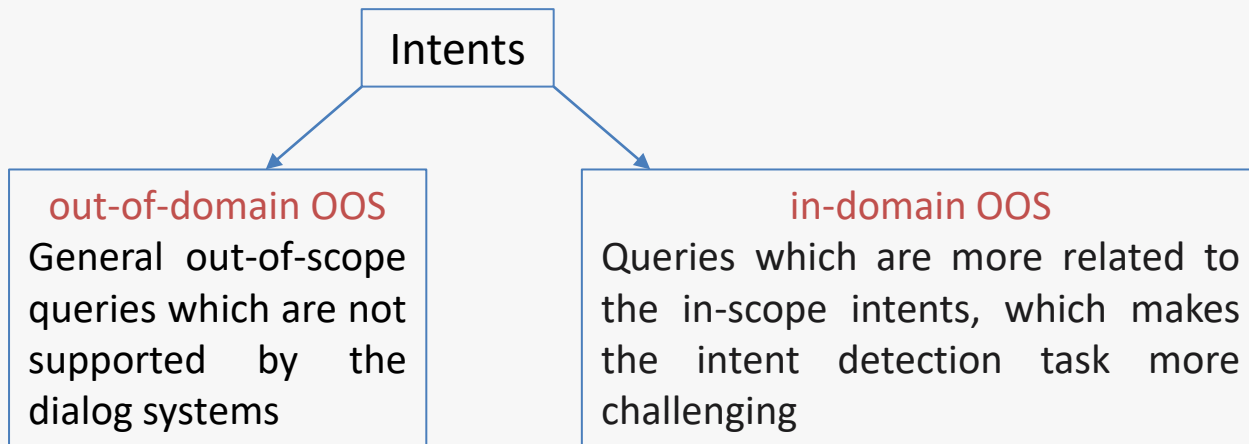 Intents
out-of-domain OOS
General out-of-scope
queries which are not
supported by the
dialog systems
in-domain OOS
Queries which are more related to
the in-scope intents, which makes
the intent detection task more
challenging